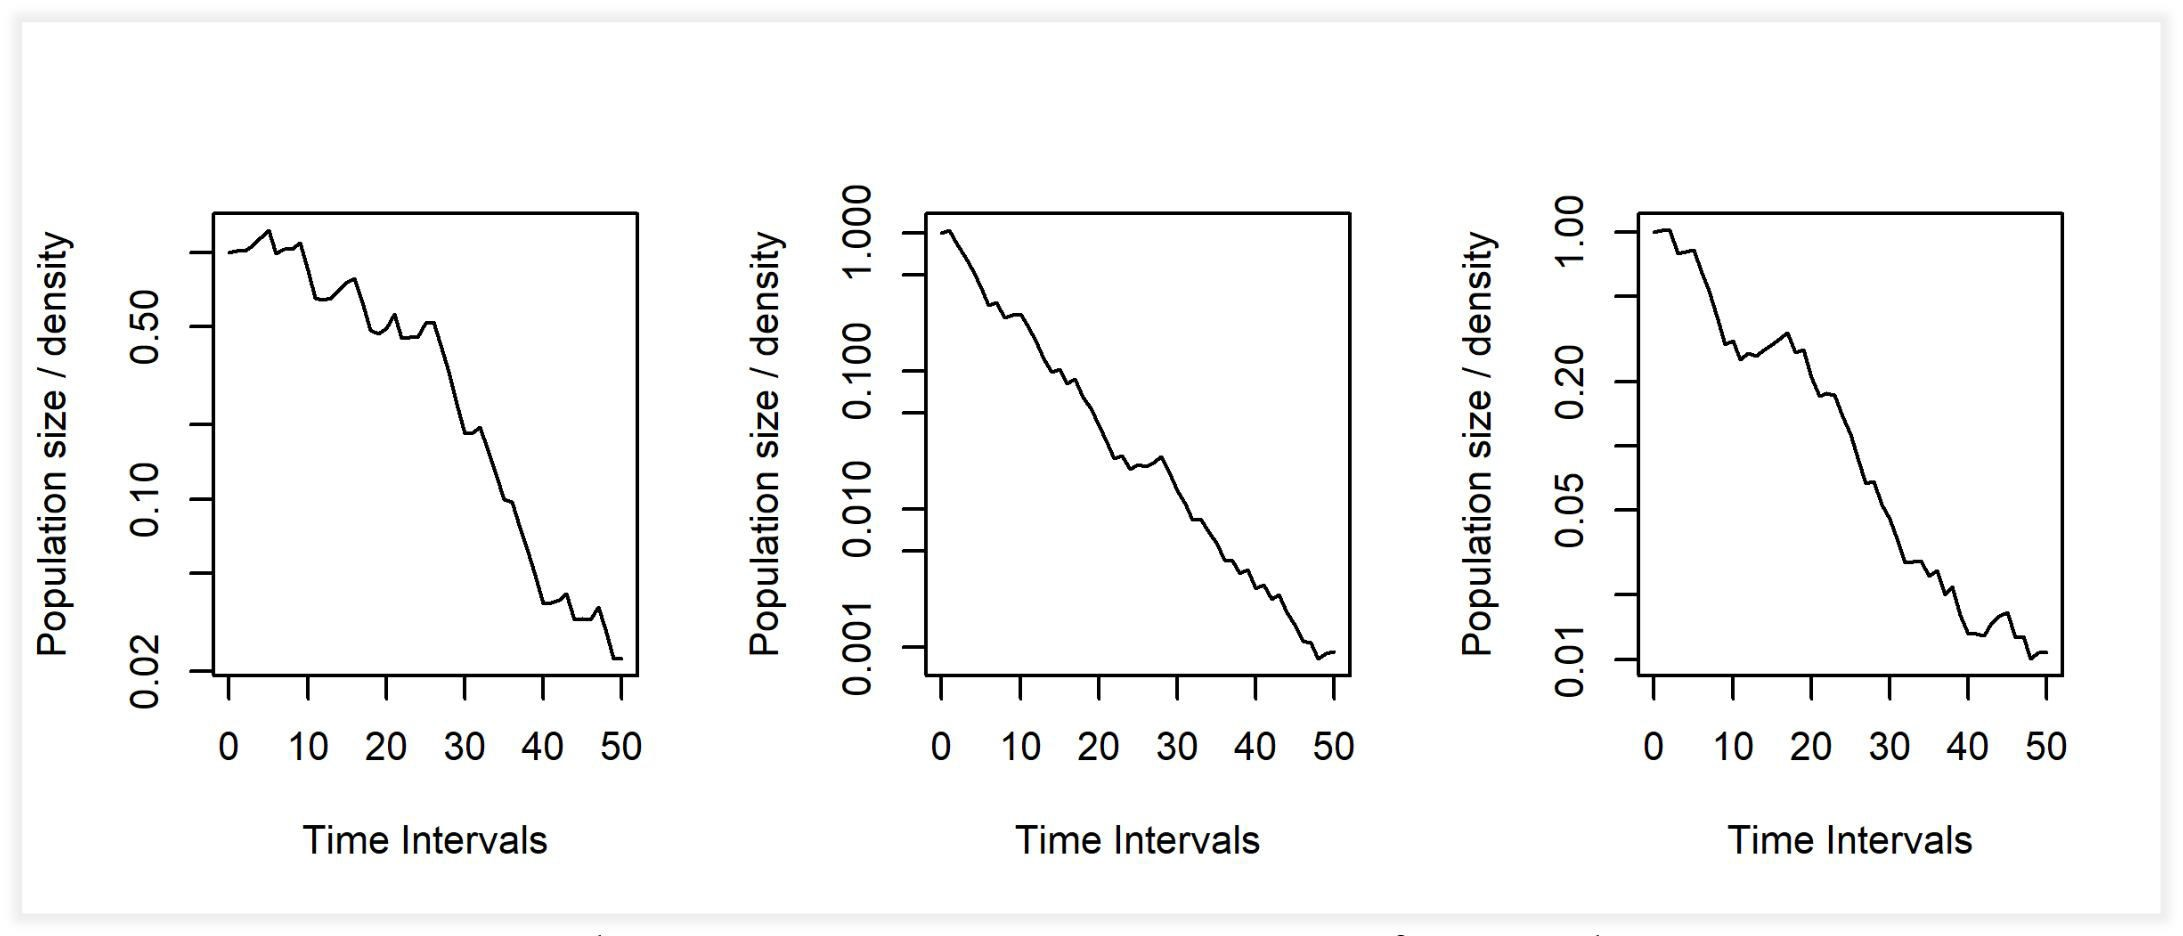 Population size / density
0.50
0.10
0.02
0 10 20 30 40 50
Time Intervals
Population size / density
1.000
0.100
0.010
0.001
0 10 20 30 40 50
Time Intervals
Population size / density
1.00
0.20
0.05
0.01
0 10 20 30 40 50
Time Intervals